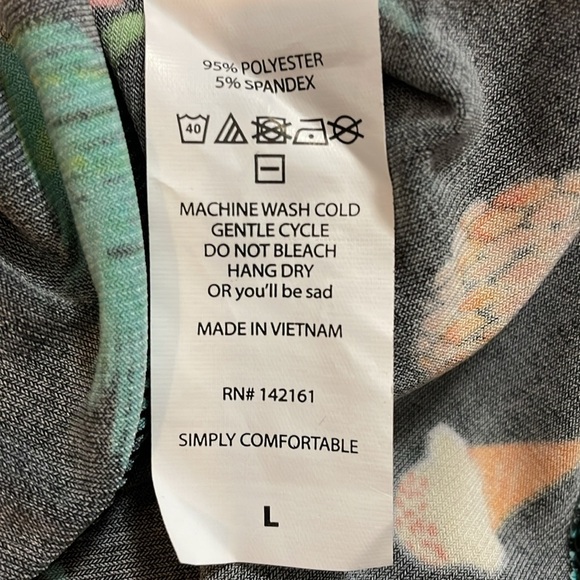 95% POLYESTER
5% SPANDEX
40
MACHINE WASH COLD
GENTLE CYCLE
DO NOT BLEACH
HANG DRY
OR you'll be sad
MADE IN VIETNAM
RN# 142161
SIMPLY COMFORTABLE
L